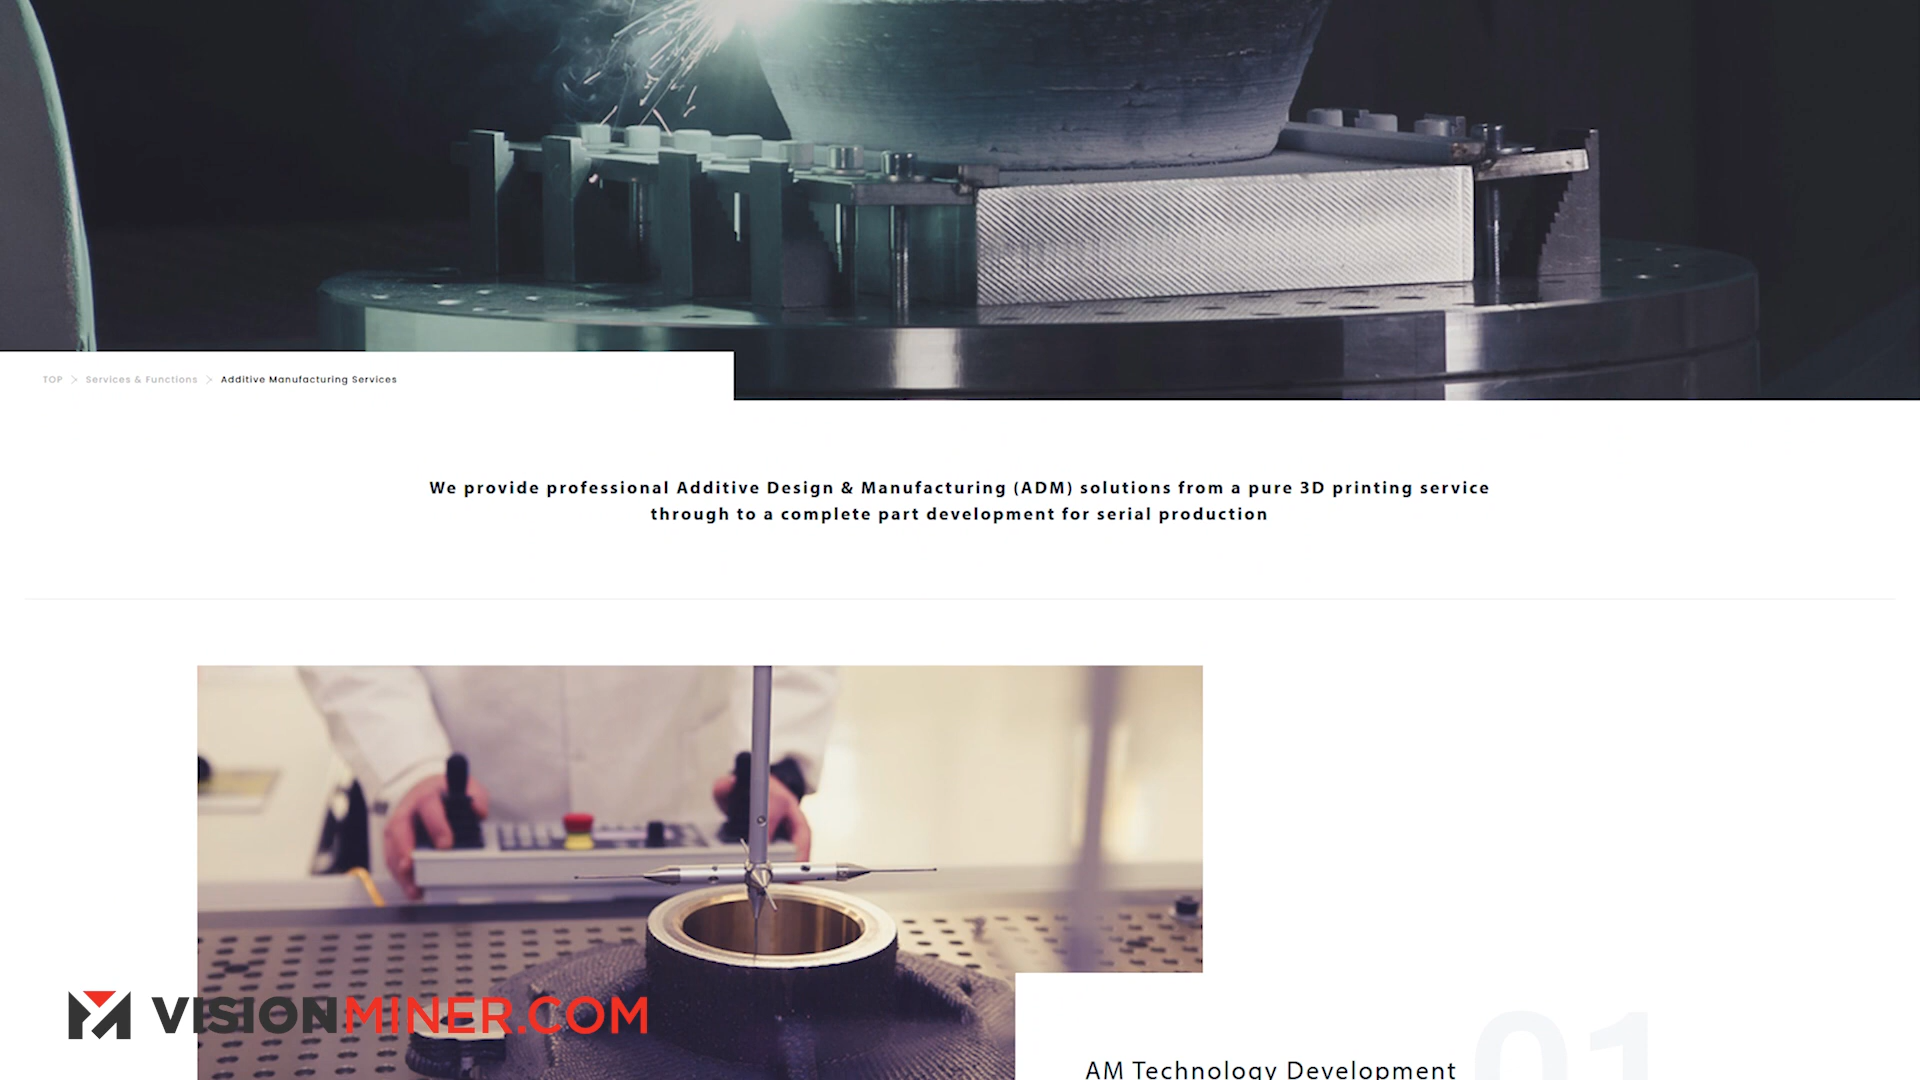 TOP > Services & Functions > Additive Manufacturing Services
We provide professional Additive Design & Manufacturing (ADM) solutions from a pure 3D printing service
through to a complete part development for serial production
VISIONMINER.COM
01
AM Technology Development